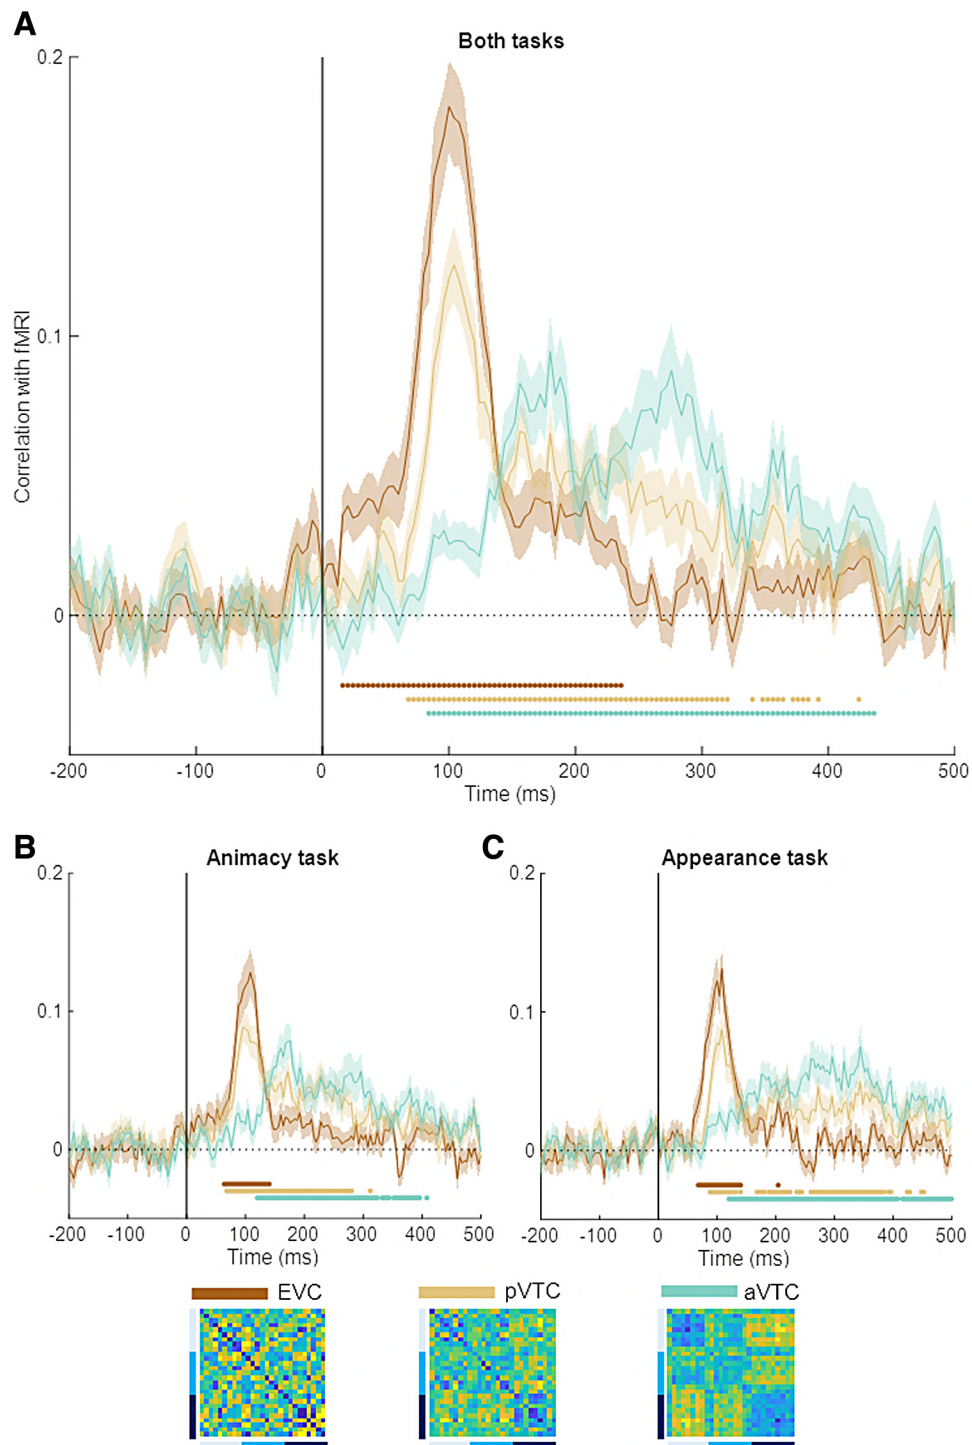 A
Both tasks
0.2
0.1
0
Correlation with fMRI
-200 -100 0 100 200 300 400 500
Time (ms)
B
Animacy task
0.2
0.1
0
-200 -100 0 100 200 300 400 500
Time (ms)
C
Appearance task
0.2
0.1
0
-200 -100 0 100 200 300 400 500
Time (ms)
EVC
pVTC
aVTC